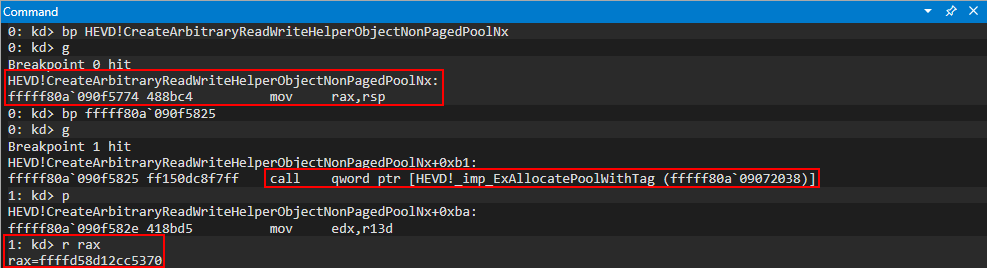 Command
0: kd> bp HEVD!CreateArbitraryReadWriteHelperObjectNonPagedPoolNx
0: kd> g
Breakpoint 0 hit
HEVD!CreateArbitraryReadWriteHelperObjectNonPagedPoolNx:
fffff80a`090f5774 488bc4          mov     rax,rsp
0: kd> bp fffff80a`090f5825
0: kd> g
Breakpoint 1 hit
HEVD!CreateArbitraryReadWriteHelperObjectNonPagedPoolNx+0xb1:
fffff80a`090f5825 ff150dc8f7ff    call    qword ptr [HEVD!_imp_ExAllocatePoolWithTag (fffff80a`09072038)]
1: kd> p
HEVD!CreateArbitraryReadWriteHelperObjectNonPagedPoolNx+0xba:
fffff80a`090f582e 418bd5          mov     edx,r13d
1: kd> r rax
rax=ffffd58d12cc5370